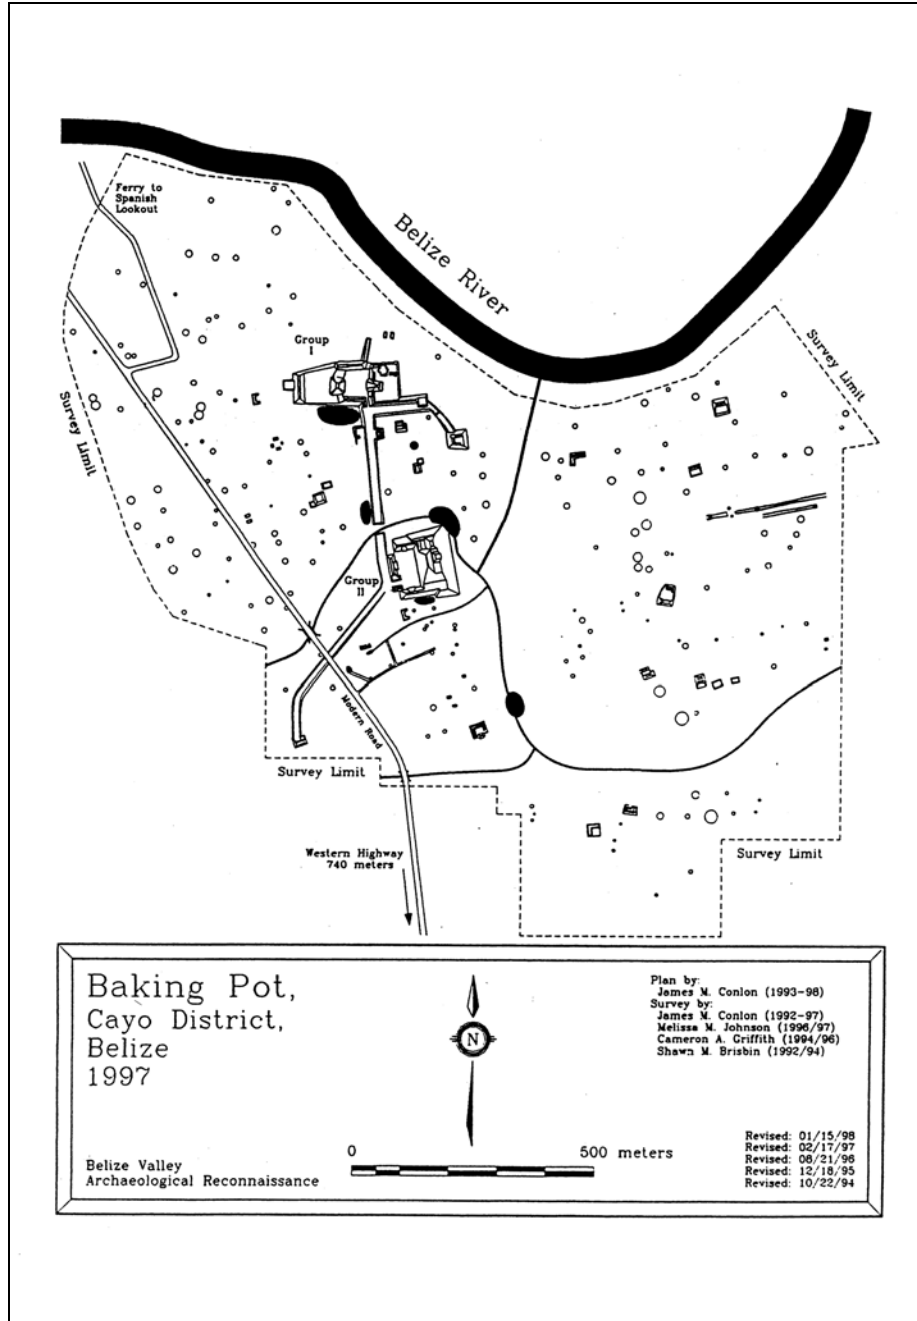 Ferry to
Spanish
Lookout
Belize River
Group
I
Survey Limit
Survey Limit
Group
II
Modern Road
Survey Limit
Western Highway
740 meters
Survey Limit
Baking Pot,
Cayo District,
Belize
1997
Belize Valley
Archaeological Reconnaissance
N
0 500 meters
Plan by:
James M. Conlon (1993-98)
Survey by:
James M. Conlon (1992-97)
Melissa M. Johnson (1996/97)
Cameron A. Griffith (1994/96)
Shawn M. Brisbin (1992/94)
Revised: 01/15/98
Revised: 02/17/97
Revised: 08/21/96
Revised: 12/18/95
Revised: 10/22/94